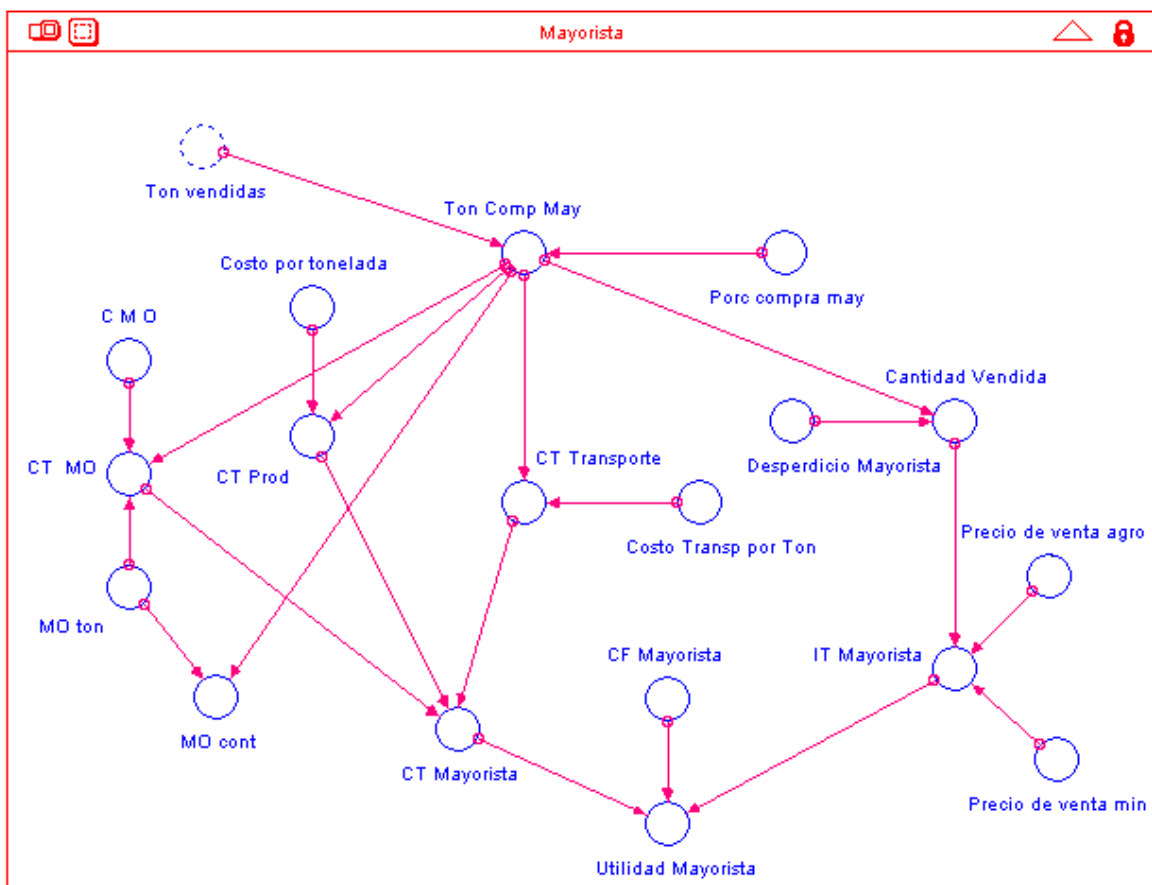 Mayorista
Ton vendidas
Ton Comp May
Costo por tonelada
Porc compra may
C M O
Cantidad Vendida
CT MO
CT Prod
CT Transporte
Desperdicio Mayorista
Costo Transp por Ton
Precio de venta agro
MO ton
CF Mayorista
IT Mayorista
MO cont
CT Mayorista
Precio de venta min
Utilidad Mayorista